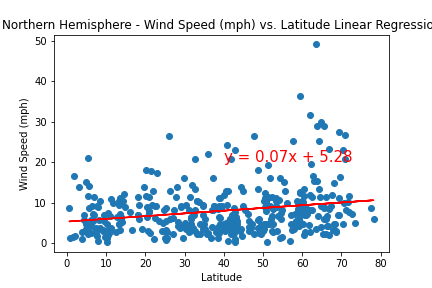 Northern Hemisphere - Wind Speed (mph) vs. Latitude Linear Regressio
50
40
30
20
10
0
Wind Speed (mph)
y = 0.07x + 5.28
0 10 20 30 40 50 60 70 80
Latitude